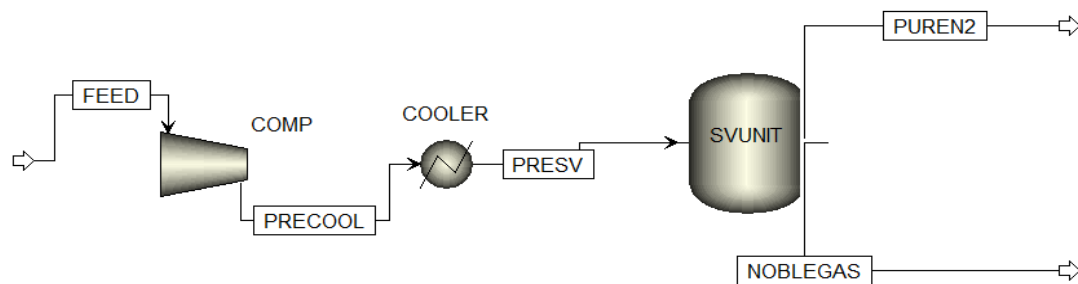 FEED
COMP
PRECOOL
COOLER
PRESV
SVUNIT
PUREN2
NOBLEGAS